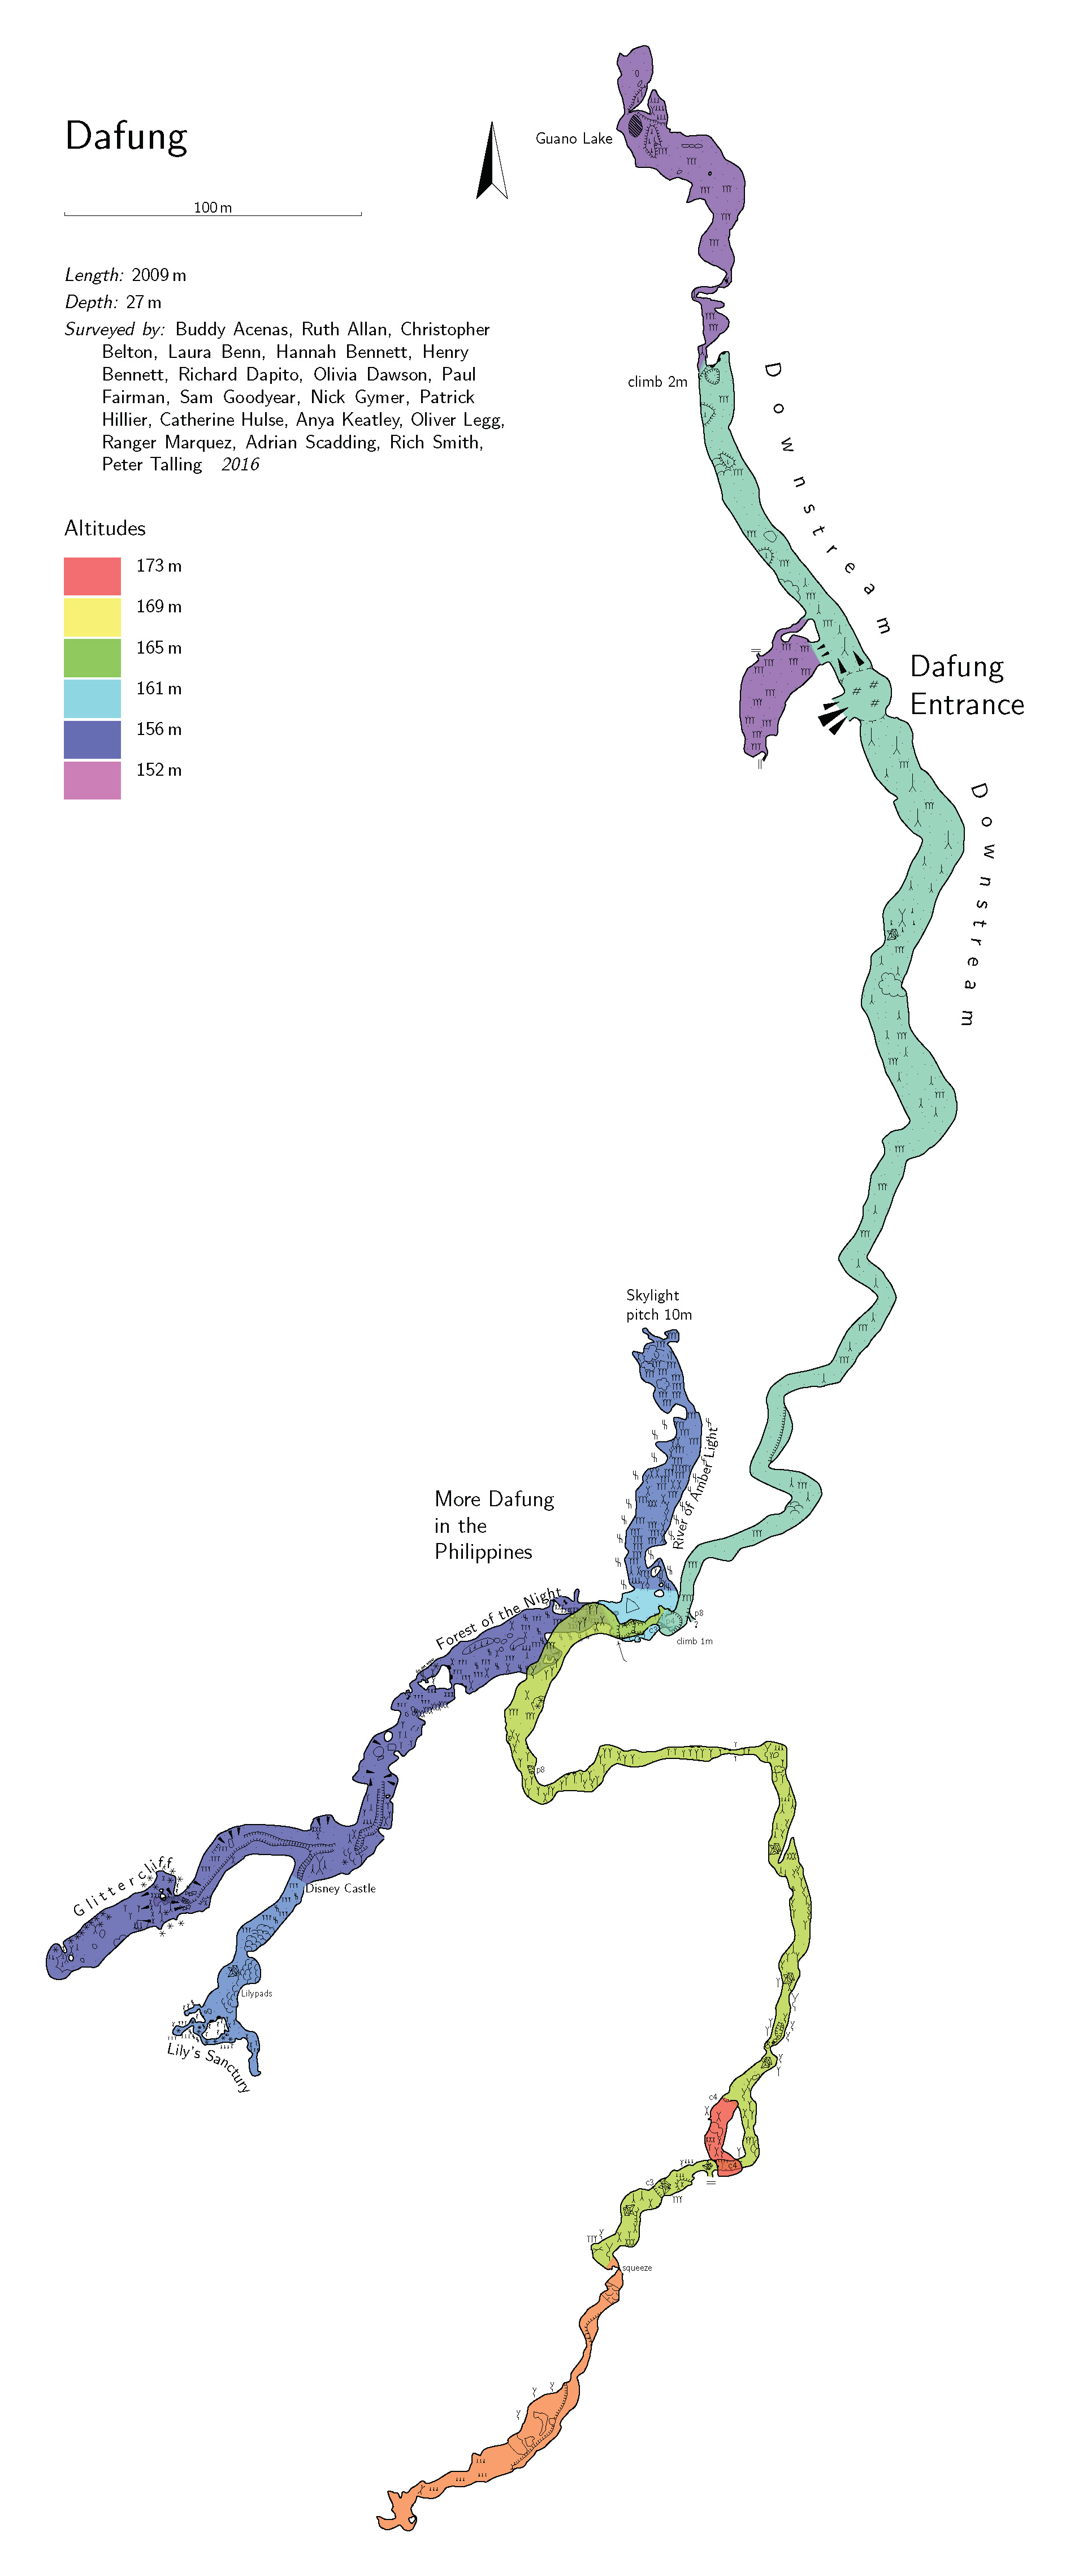 Dafung
100 m
Length: 2009 m
Depth: 27 m
Surveyed by: Buddy Acenas, Ruth Allan, Christopher
Belton, Laura Benn, Hannah Bennett, Henry
Bennett, Richard Dapito, Olivia Dawson, Paul
Fairman, Sam Goodyear, Nick Gymer, Patrick
Hillier, Catherine Hulse, Anya Keatley, Oliver Legg,
Ranger Marquez, Adrian Scadding, Rich Smith,
Peter Talling 2016
Altitudes
173 m
169 m
165 m
161 m
156 m
152 m
Guano Lake
climb 2m
Downstream
Dafung
Entrance
Downstream
Skylight
pitch 10m
River of Amber Light
More Dafung
in the
Philippines
Forest of the Night
p8
?
climb 1m
p8
Glittercliff
Disney Castle
Lilypads
Lily's Sanctury
c4
c4
c3
squeeze